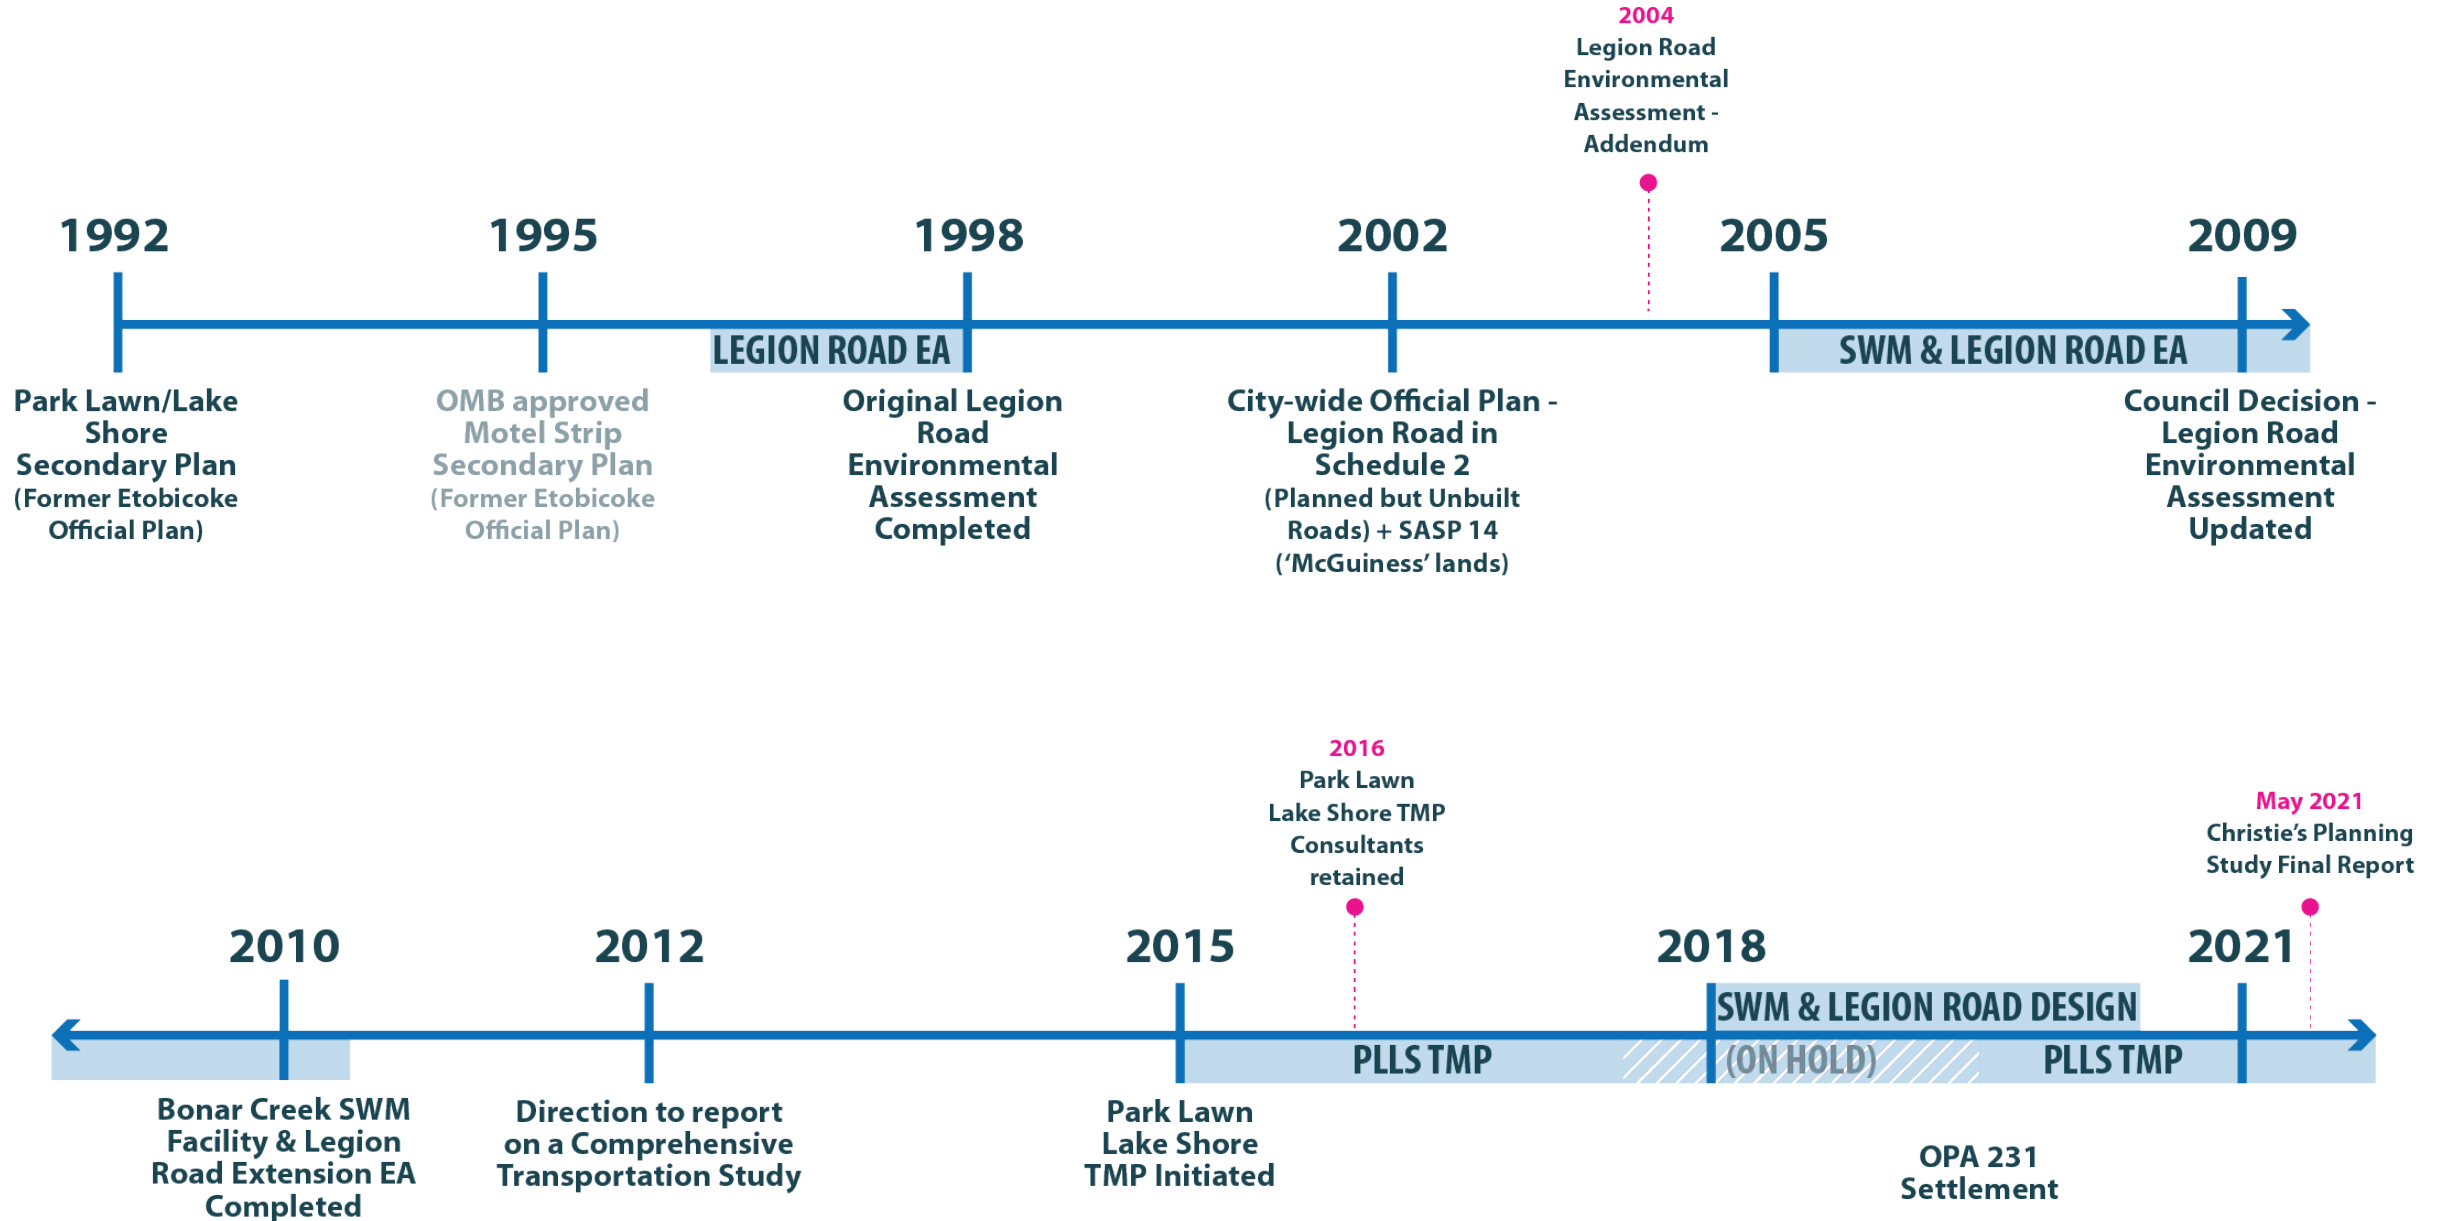 2004
Legion Road
Environmental
Assessment -
Addendum
1992
1995
1998
2002
2005
2009
LEGION ROAD EA
SWM & LEGION ROAD EA
Park Lawn/Lake
Shore
Secondary Plan
(Former Etobicoke
Official Plan)
OMB approved
Motel Strip
Secondary Plan
(Former Etobicoke
Official Plan)
Original Legion
Road
Environmental
Assessment
Completed
City-wide Official Plan -
Legion Road in
Schedule 2
(Planned but Unbuilt
Roads) + SASP 14
(‘McGuiness’ lands)
Council Decision -
Legion Road
Environmental
Assessment
Updated
2016
Park Lawn
Lake Shore TMP
Consultants
retained
May 2021
Christie’s Planning
Study Final Report
2010
2012
2015
2018
2021
SWM & LEGION ROAD DESIGN
PLLS TMP
(ON HOLD)
PLLS TMP
Bonar Creek SWM
Facility & Legion
Road Extension EA
Completed
Direction to report
on a Comprehensive
Transportation Study
Park Lawn
Lake Shore
TMP Initiated
OPA 231
Settlement